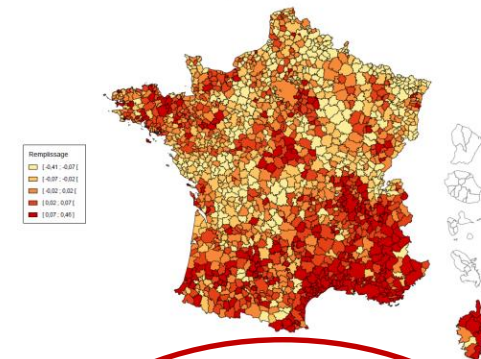 Remplissage
[ -0,41 ; -0,07 [
[ -0,07 ; -0,02 [
[ -0,02 ; 0,02 [
[ 0,02 ; 0,07 [
[ 0,07 ; 0,46 ]